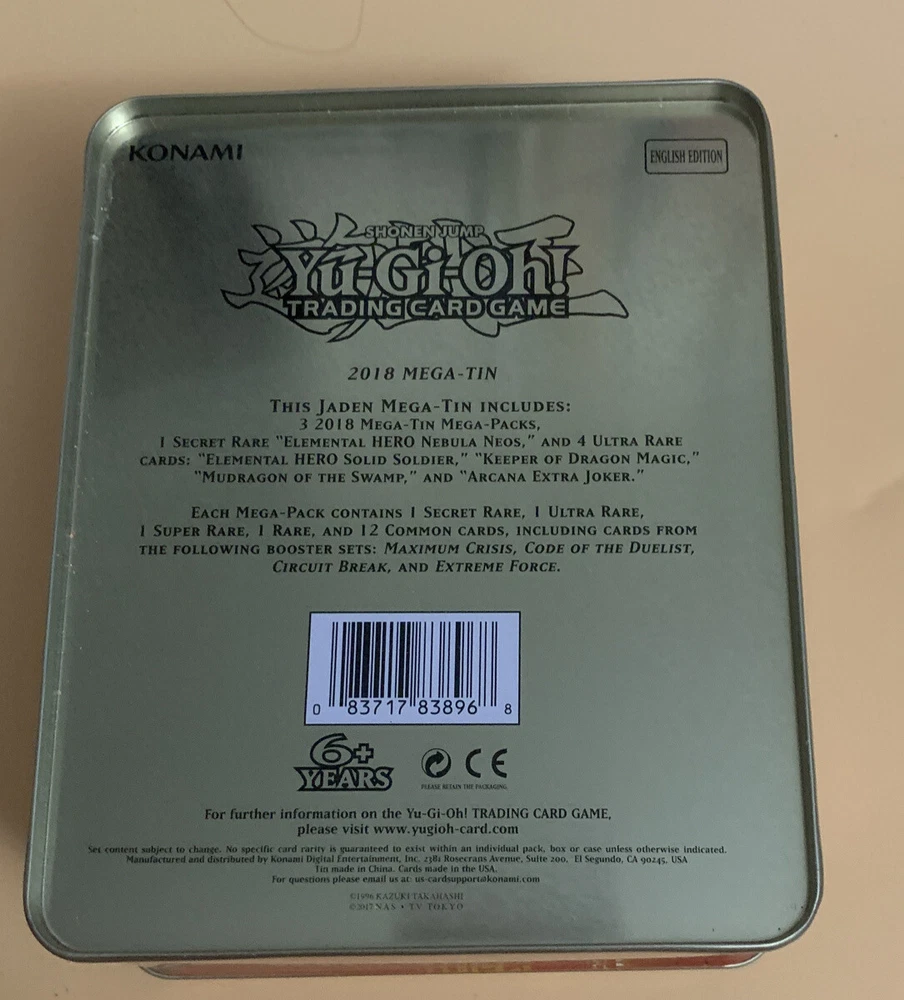 KONAMI
ENGLISH EDITION
SHONEN JUMP
Yu-Gi-Oh!
TRADING CARD GAME
2018 MEGA-TIN
THIS JADEN MEGA-TIN INCLUDES:
3 2018 MEGA-TIN MEGA-PACKS,
1 SECRET RARE "ELEMENTAL HERO NEBULA NEOS," AND 4 ULTRA RARE
CARDS: "ELEMENTAL HERO SOLID SOLDIER," "KEEPER OF DRAGON MAGIC,"
"MUDRAGON OF THE SWAMP," AND "ARCANA EXTRA JOKER."
EACH MEGA-PACK CONTAINS 1 SECRET RARE, 1 ULTRA RARE,
1 SUPER RARE, 1 RARE, AND 12 COMMON CARDS, INCLUDING CARDS FROM
THE FOLLOWING BOOSTER SETS: MAXIMUM CRISIS, CODE OF THE DUELIST,
CIRCUIT BREAK, AND EXTREME FORCE.
0 83717 83896 8
6+
YEARS
CE
PLEASE RETAIN THE PACKAGING.
For further information on the Yu-Gi-Oh! TRADING CARD GAME,
please visit www.yugioh-card.com
Set content subject to change. No specific card rarity is guaranteed to exist within an individual pack, box or case unless otherwise indicated.
Manufactured and distributed by Konami Digital Entertainment, Inc. 2381 Rosecrans Avenue, Suite 200, El Segundo, CA 90245, USA
Tin made in China. Cards made in the USA.
For questions please email us at: us-cardsupport@konami.com
©1996 KAZUKI TAKAHASHI
©2017 NAS • TV TOKYO